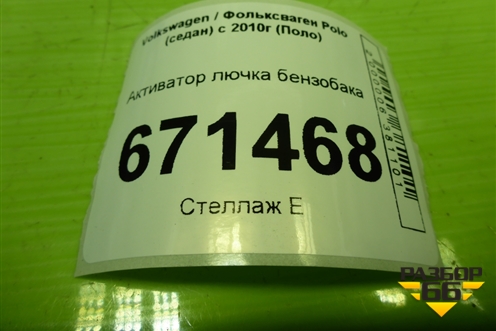 Volkswagen / Фольксваген Polo
(седан) с 2010г (Поло)
Активатор лючка бензобака
671468
Стеллаж Е
РАЗБОР
66